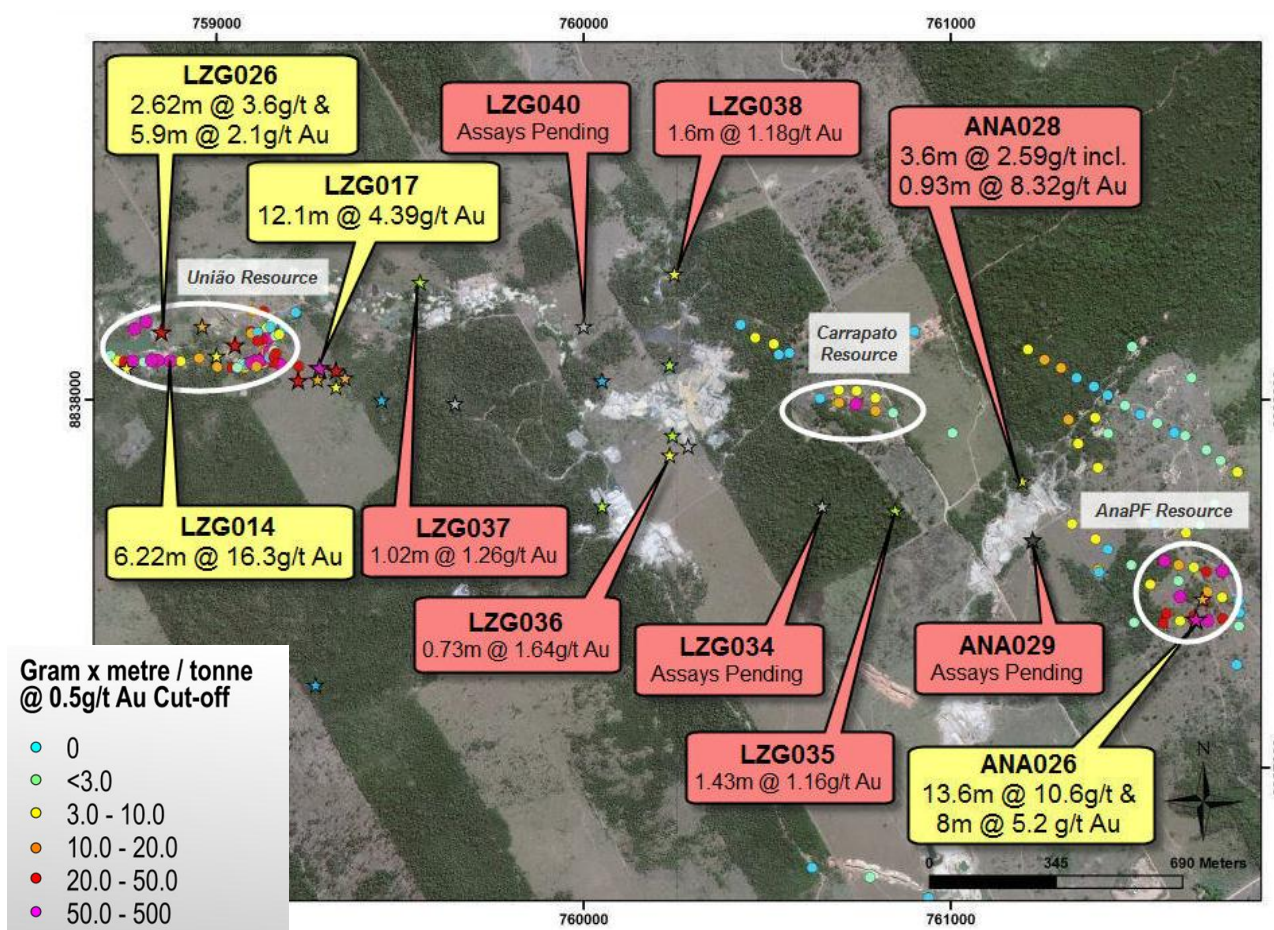 759000
760000
761000
LZG026
2.62m @ 3.6g/t &
5.9m @ 2.1g/t Au
LZG040
Assays Pending
LZG038
1.6m @ 1.18g/t Au
ANA028
3.6m @ 2.59g/t incl.
0.93m @ 8.32g/t Au
LZG017
12.1m @ 4.39g/t Au
União Resource
Carrapato
Resource
8838000
AnaPF Resource
LZG014
6.22m @ 16.3g/t Au
LZG037
1.02m @ 1.26g/t Au
LZG036
0.73m @ 1.64g/t Au
LZG034
Assays Pending
ANA029
Assays Pending
LZG035
1.43m @ 1.16g/t Au
ANA026
13.6m @ 10.6g/t &
8m @ 5.2 g/t Au
N
0 345 690 Meters
Gram x metre / tonne
@ 0.5g/t Au Cut-off
0
<3.0
3.0 - 10.0
10.0 - 20.0
20.0 - 50.0
50.0 - 500
760000
761000